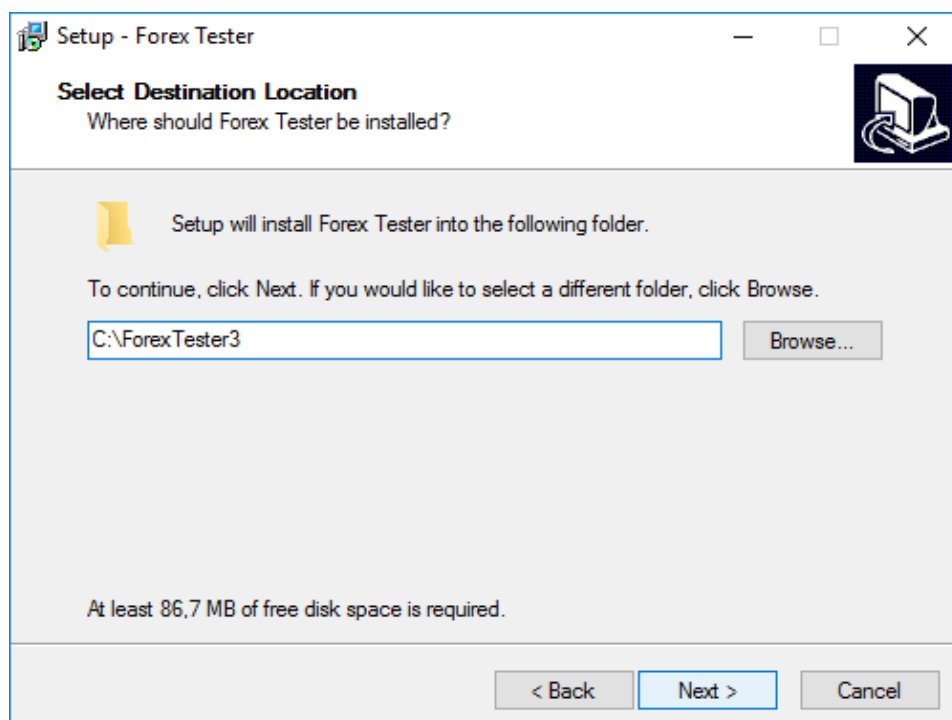 Setup - Forex Tester
Select Destination Location
Where should Forex Tester be installed?
Setup will install Forex Tester into the following folder.
To continue, click Next. If you would like to select a different folder, click Browse.
C:\ForexTester3
Browse...
At least 86,7 MB of free disk space is required.
< Back
Next >
Cancel